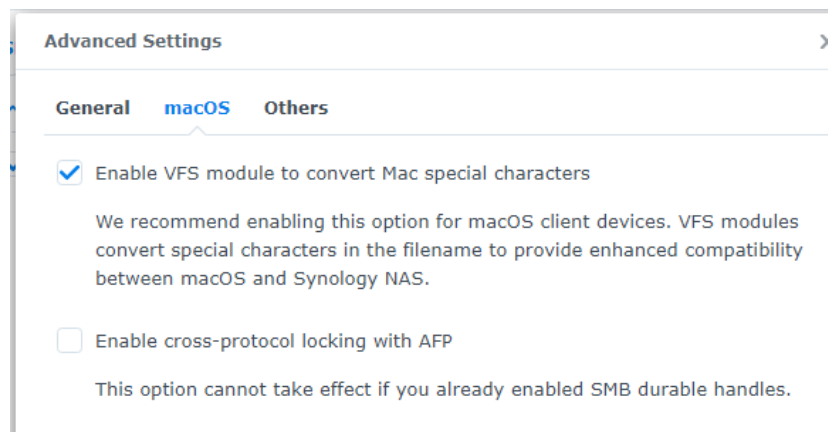 Advanced Settings
General macOS Others
Enable VFS module to convert Mac special characters
We recommend enabling this option for macOS client devices. VFS modules
convert special characters in the filename to provide enhanced compatibility
between macOS and Synology NAS.
Enable cross-protocol locking with AFP
This option cannot take effect if you already enabled SMB durable handles.